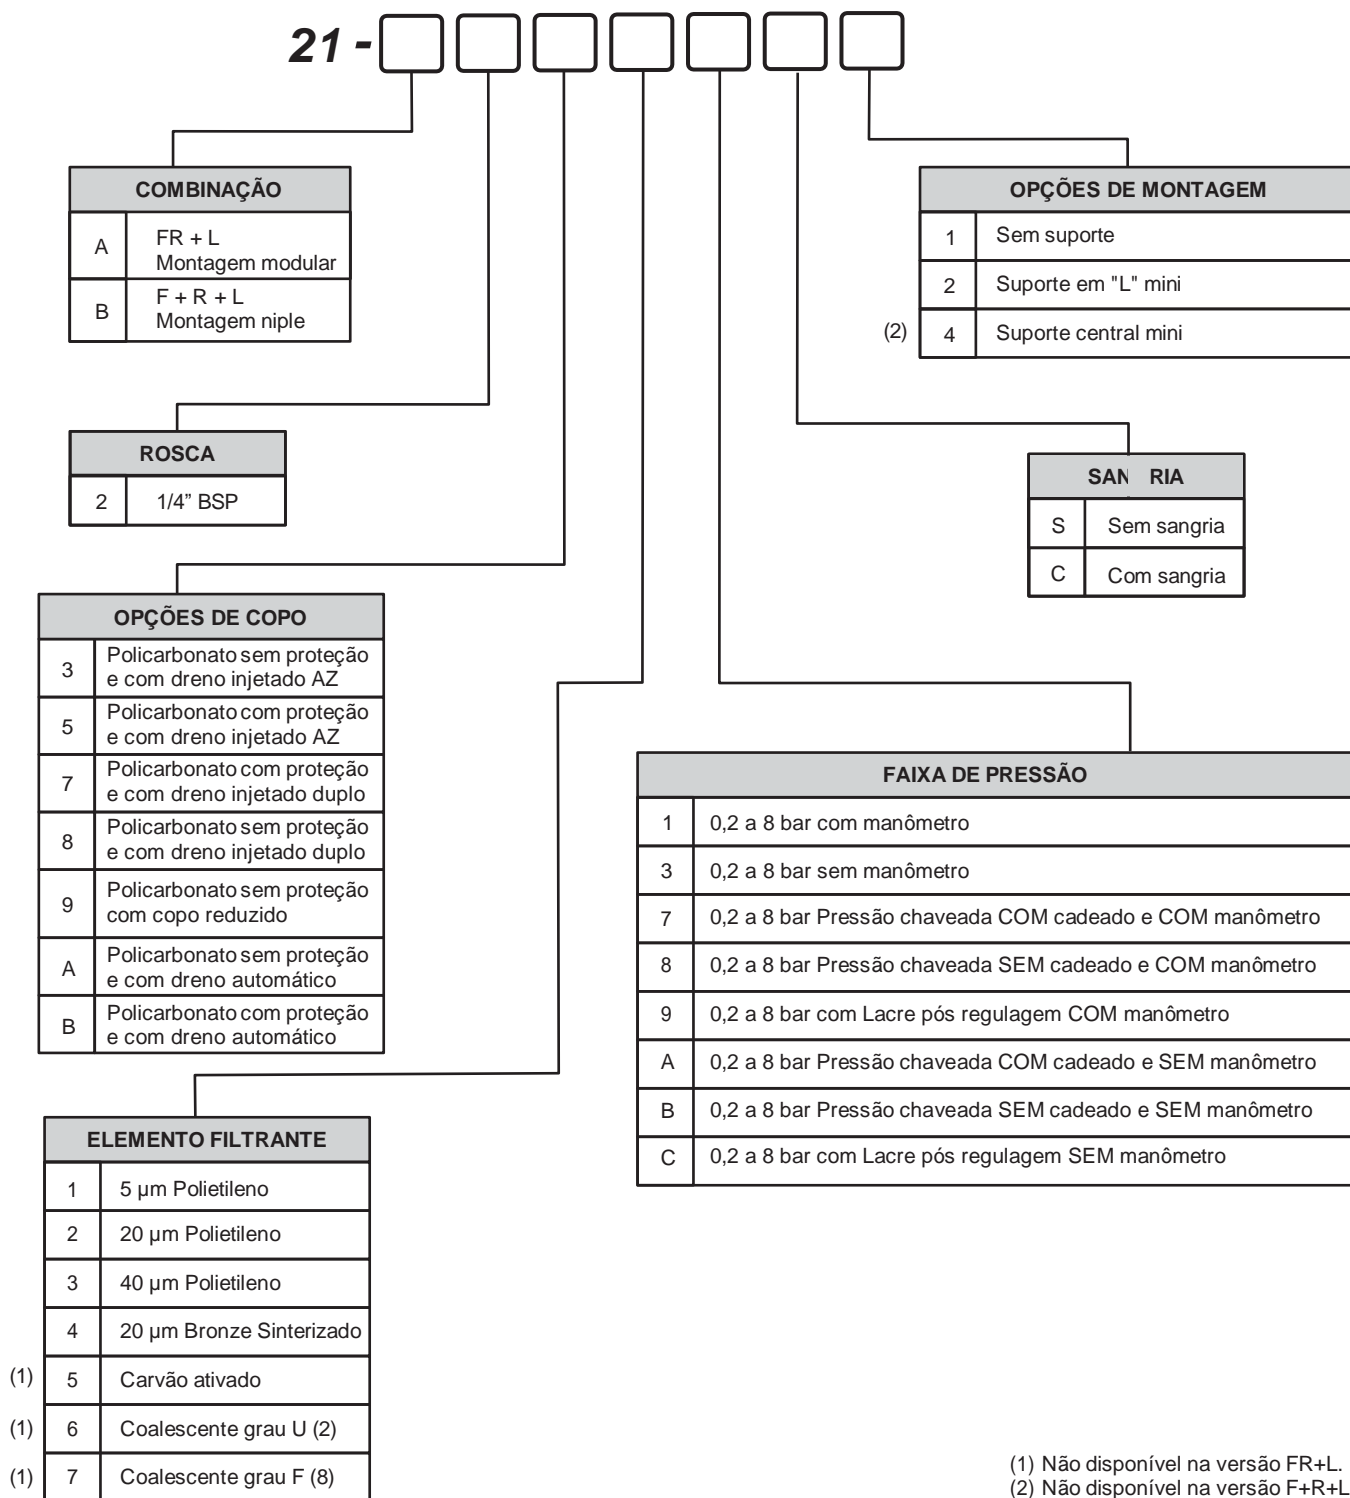 21 -
COMBINAÇÃO
A FR + L
Montagem modular
B F + R + L
Montagem niple
OPÇÕES DE MONTAGEM
1 Sem suporte
2 Suporte em "L" mini
(2) 4 Suporte central mini
ROSCA
2 1/4” BSP
SAN RIA
S Sem sangria
C Com sangria
OPÇÕES DE COPO
3 Policarbonato sem proteção
e com dreno injetado AZ
5 Policarbonato com proteção
e com dreno injetado AZ
7 Policarbonato com proteção
e com dreno injetado duplo
8 Policarbonato sem proteção
e com dreno injetado duplo
9 Policarbonato sem proteção
com copo reduzido
A Policarbonato sem proteção
e com dreno automático
B Policarbonato com proteção
e com dreno automático
FAIXA DE PRESSÃO
1 0,2 a 8 bar com manômetro
3 0,2 a 8 bar sem manômetro
7 0,2 a 8 bar Pressão chaveada COM cadeado e COM manômetro
8 0,2 a 8 bar Pressão chaveada SEM cadeado e COM manômetro
9 0,2 a 8 bar com Lacre pós regulagem COM manômetro
A 0,2 a 8 bar Pressão chaveada COM cadeado e SEM manômetro
B 0,2 a 8 bar Pressão chaveada SEM cadeado e SEM manômetro
C 0,2 a 8 bar com Lacre pós regulagem SEM manômetro
ELEMENTO FILTRANTE
1 5 µm Polietileno
2 20 µm Polietileno
3 40 µm Polietileno
4 20 µm Bronze Sinterizado
(1) 5 Carvão ativado
(1) 6 Coalescente grau U (2)
(1) 7 Coalescente grau F (8)
(1) Não disponível na versão FR+L.
(2) Não disponível na versão F+R+L